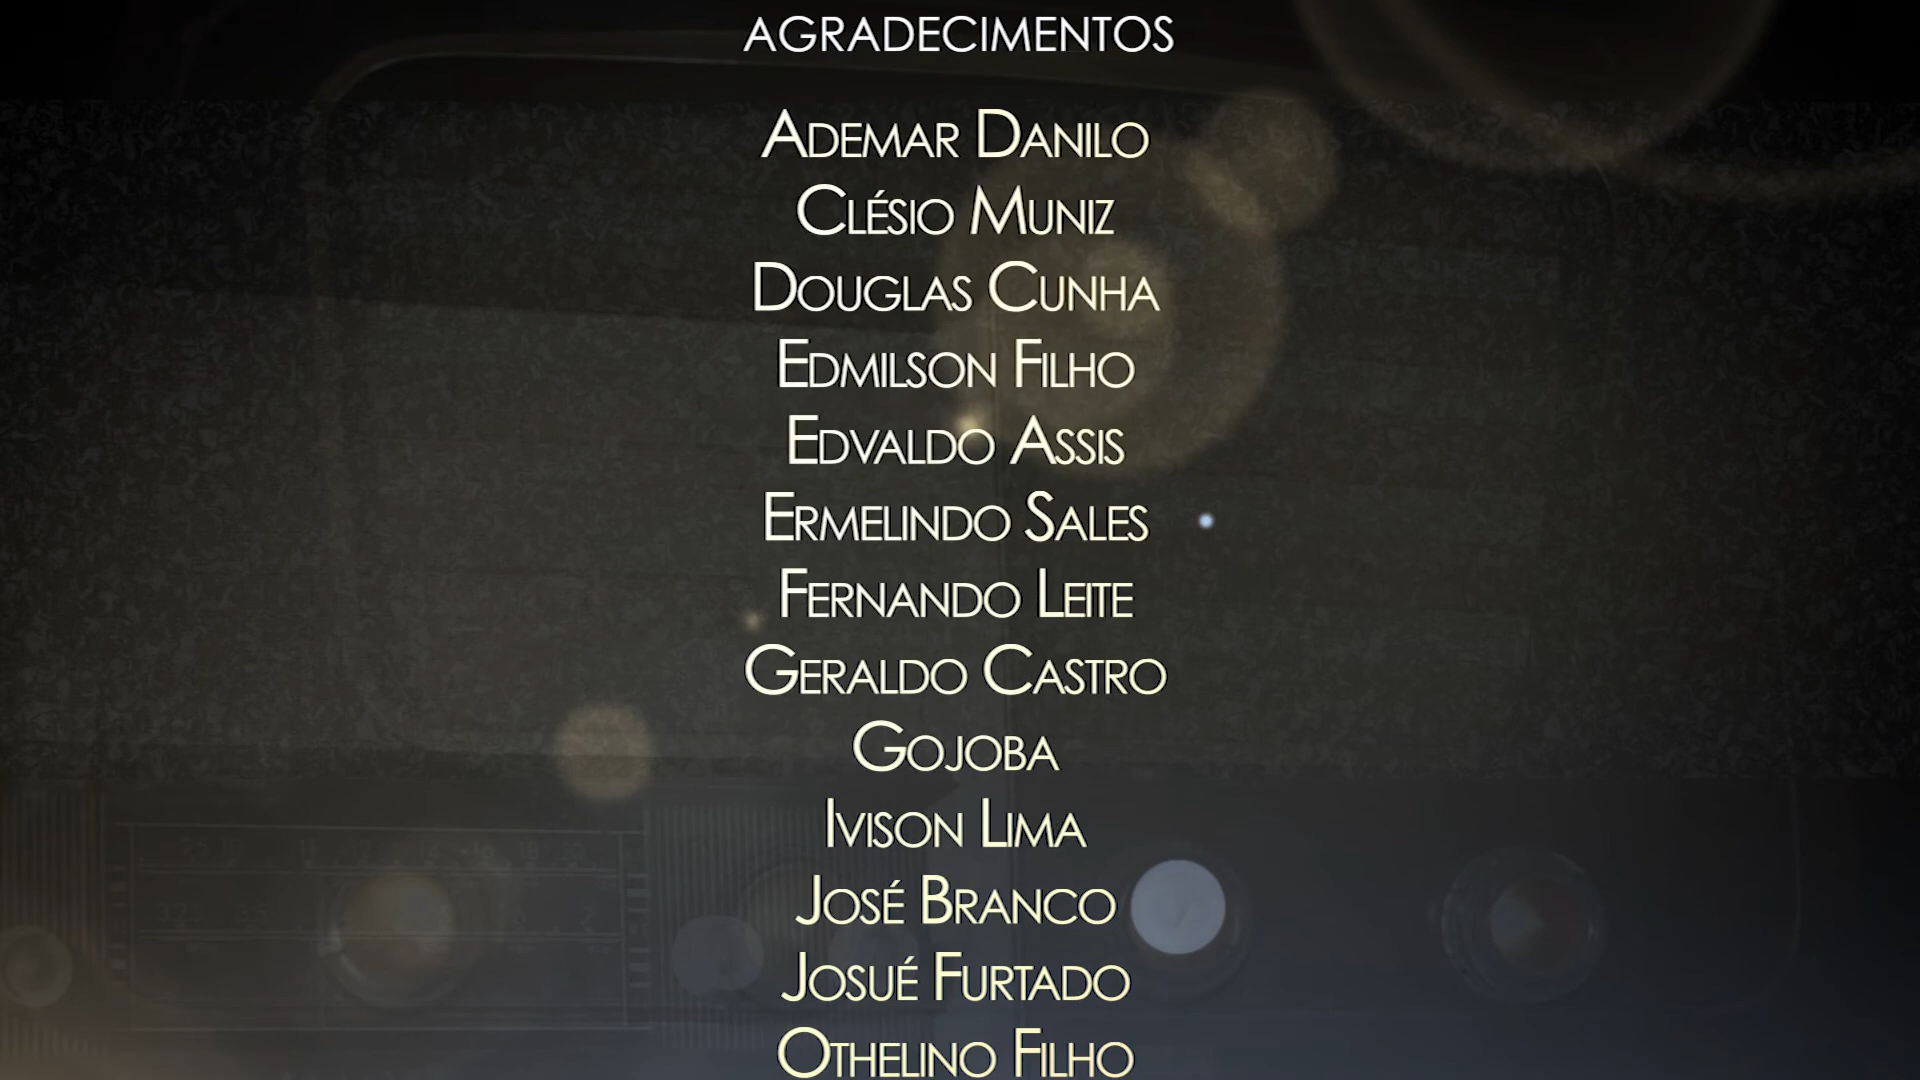 AGRADECIMENTOS
ADEMAR DANILO
CLÉSIO MUNIZ
DOUGLAS CUNHA
EDMILSON FILHO
EDVALDO ASSIS
ERMELINDO SALES
FERNANDO LEITE
GERALDO CASTRO
GOJOBA
IVISON LIMA
JOSÉ BRANCO
JOSUÉ FURTADO
OTHELINO FILHO